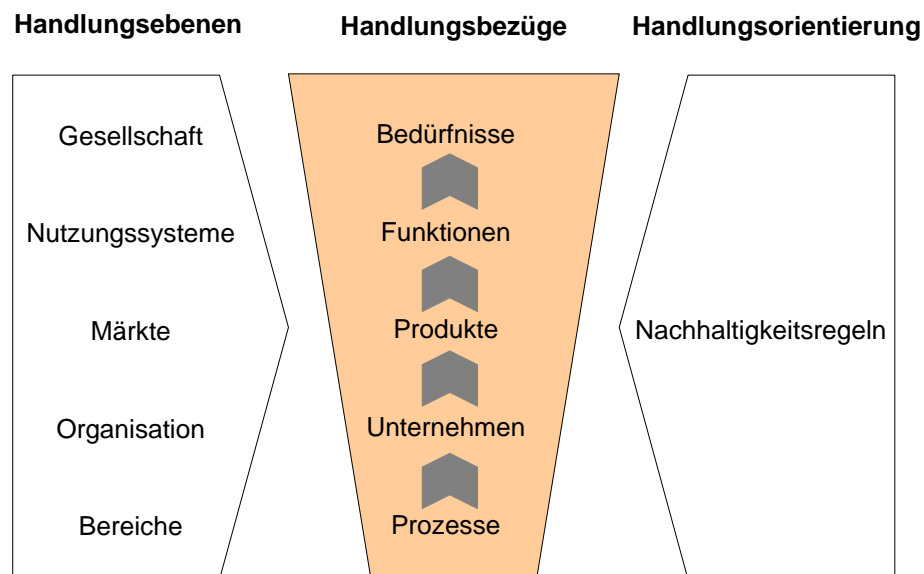 Handlungsebenen
Handlungsbezüge
Handlungsorientierung
Gesellschaft
Bedürfnisse
Nutzungssysteme
Funktionen
Märkte
Produkte
Nachhaltigkeitsregeln
Organisation
Unternehmen
Bereiche
Prozesse